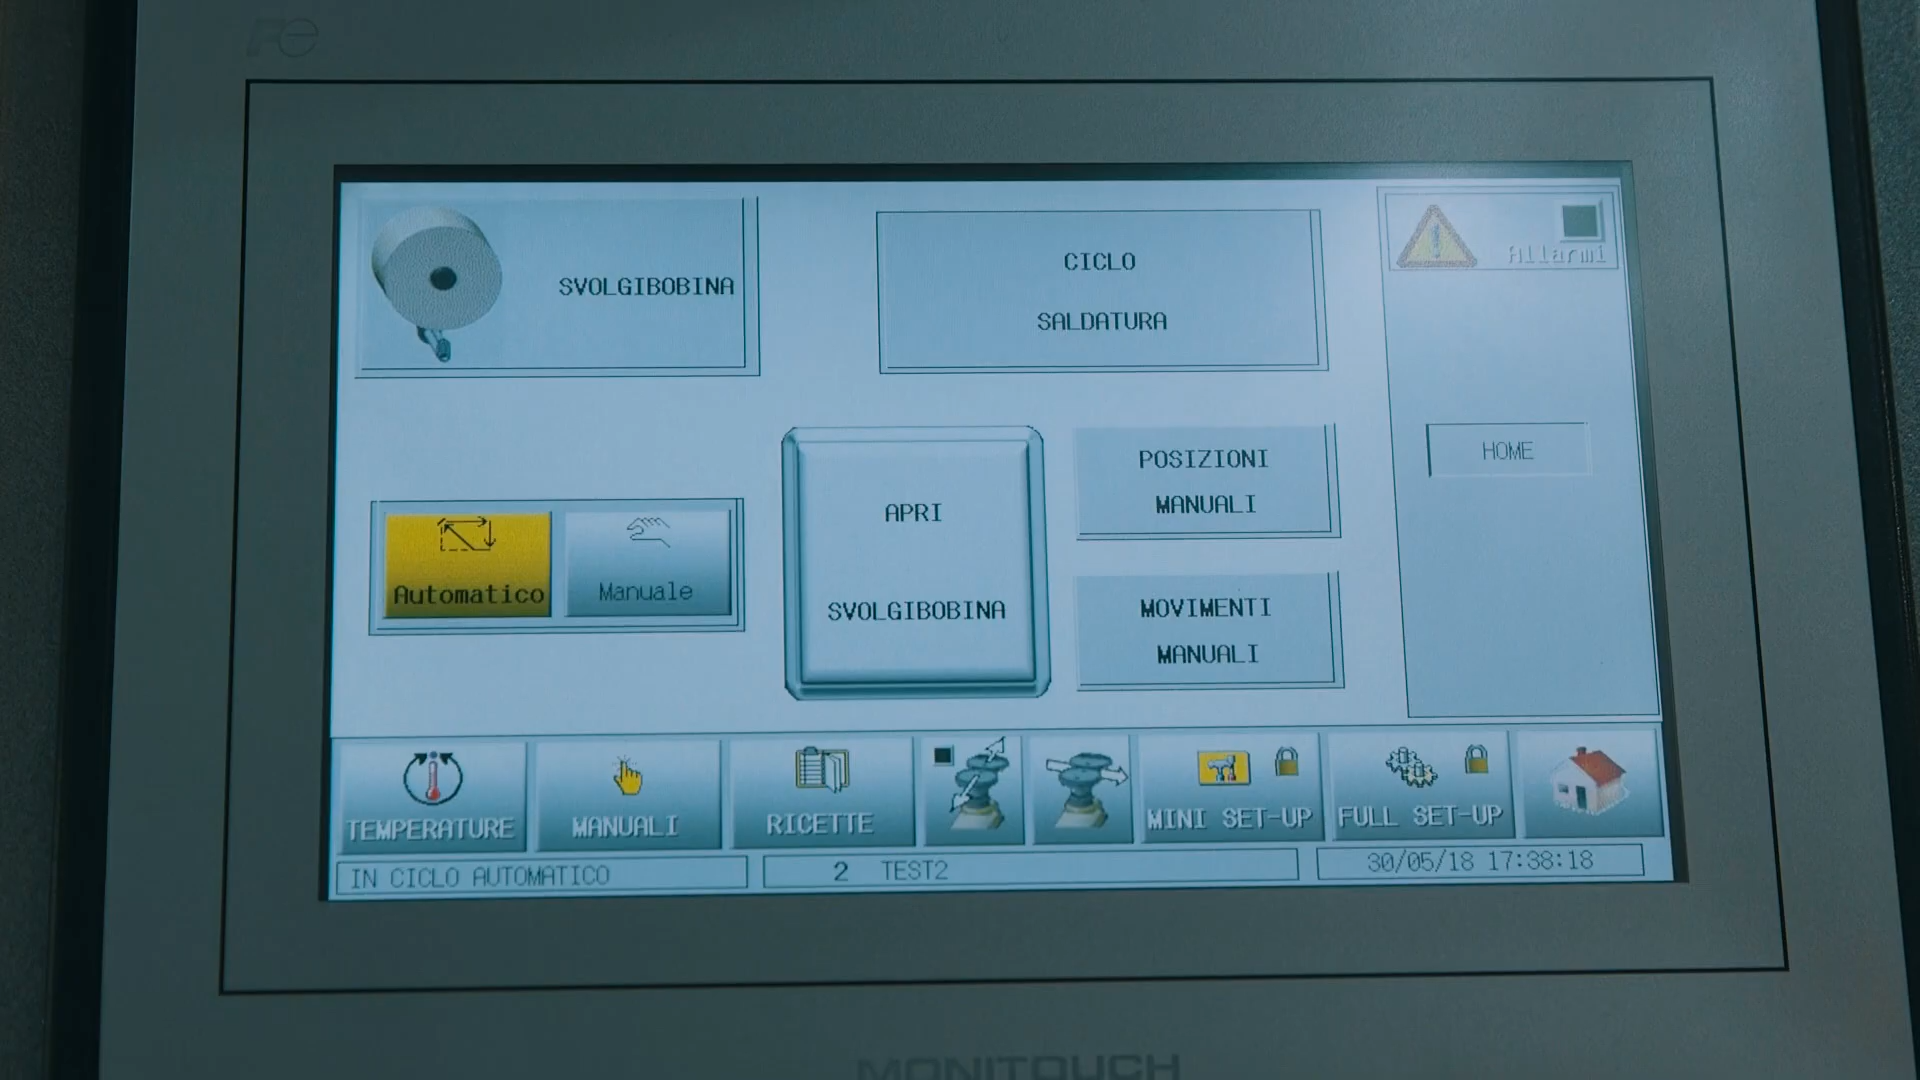 Fe
SVOLGIBOBINA
CICLO
SALDATURA
Allarmi
HOME
Automatico
Manuale
APRI
SVOLGIBOBINA
POSIZIONI
MANUALI
MOVIMENTI
MANUALI
TEMPERATURE
MANUALI
RICETTE
MINI SET-UP
FULL SET-UP
IN CICLO AUTOMATICO
2 TEST2
30/05/18 17:38:18
MONITOUCH